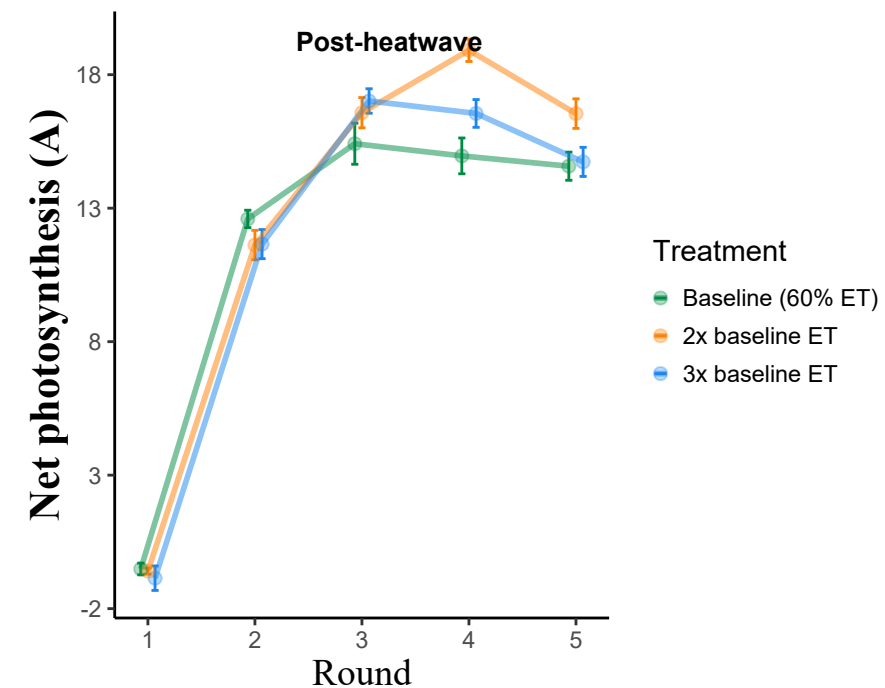 Post-heatwave
Net photosynthesis (A)
18
13
8
3
-2
1 2 3 4 5
Round
Treatment
Baseline (60% ET)
2x baseline ET
3x baseline ET